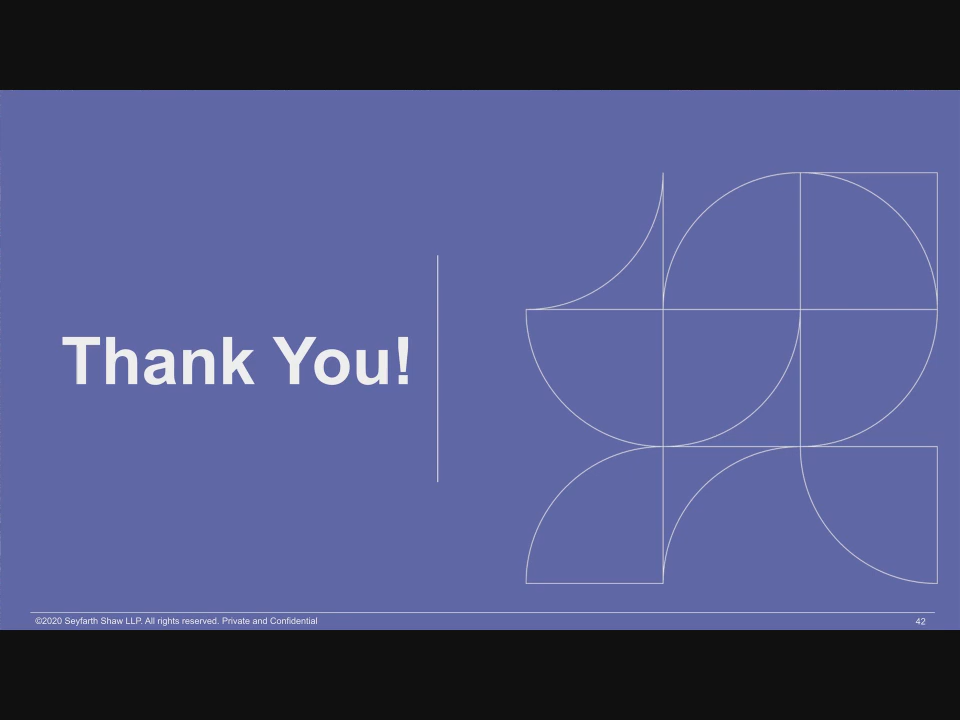 Thank You!
©2020 Seyfarth Shaw LLP. All rights reserved. Private and Confidential
42